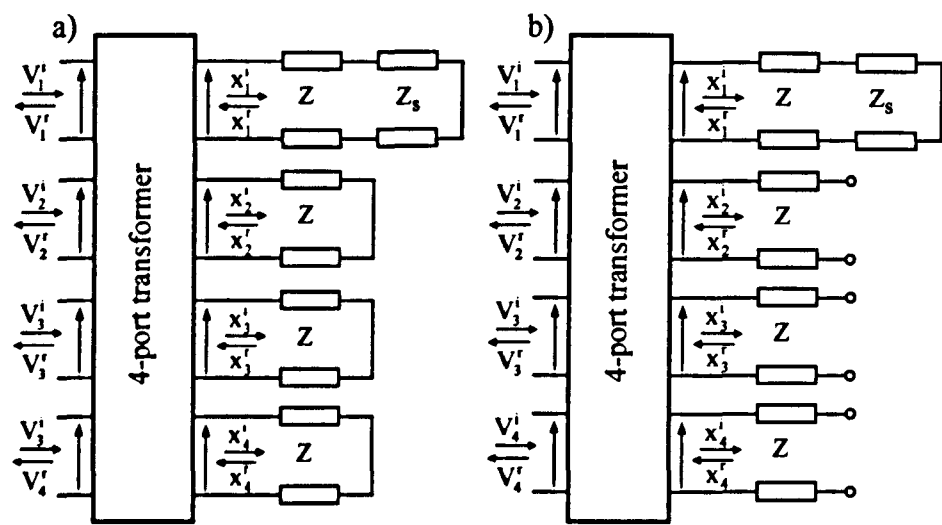 a)
V₁ⁱ
V₁ʳ
x₁ⁱ
x₁ʳ
Z
Zₛ
V₂ⁱ
V₂ʳ
x₂ⁱ
x₂ʳ
Z
V₃ⁱ
V₃ʳ
x₃ⁱ
x₃ʳ
Z
V₃ⁱ
V₄ʳ
x₄ⁱ
x₄ʳ
Z
4-port transformer
b)
V₁ⁱ
V₁ʳ
x₁ⁱ
x₁ʳ
Z
Zₛ
V₂ⁱ
V₂ʳ
x₂ⁱ
x₂ʳ
Z
V₃ⁱ
V₃ʳ
x₃ⁱ
x₃ʳ
Z
V₄ⁱ
V₄ʳ
x₄ⁱ
x₄ʳ
Z
4-port transformer